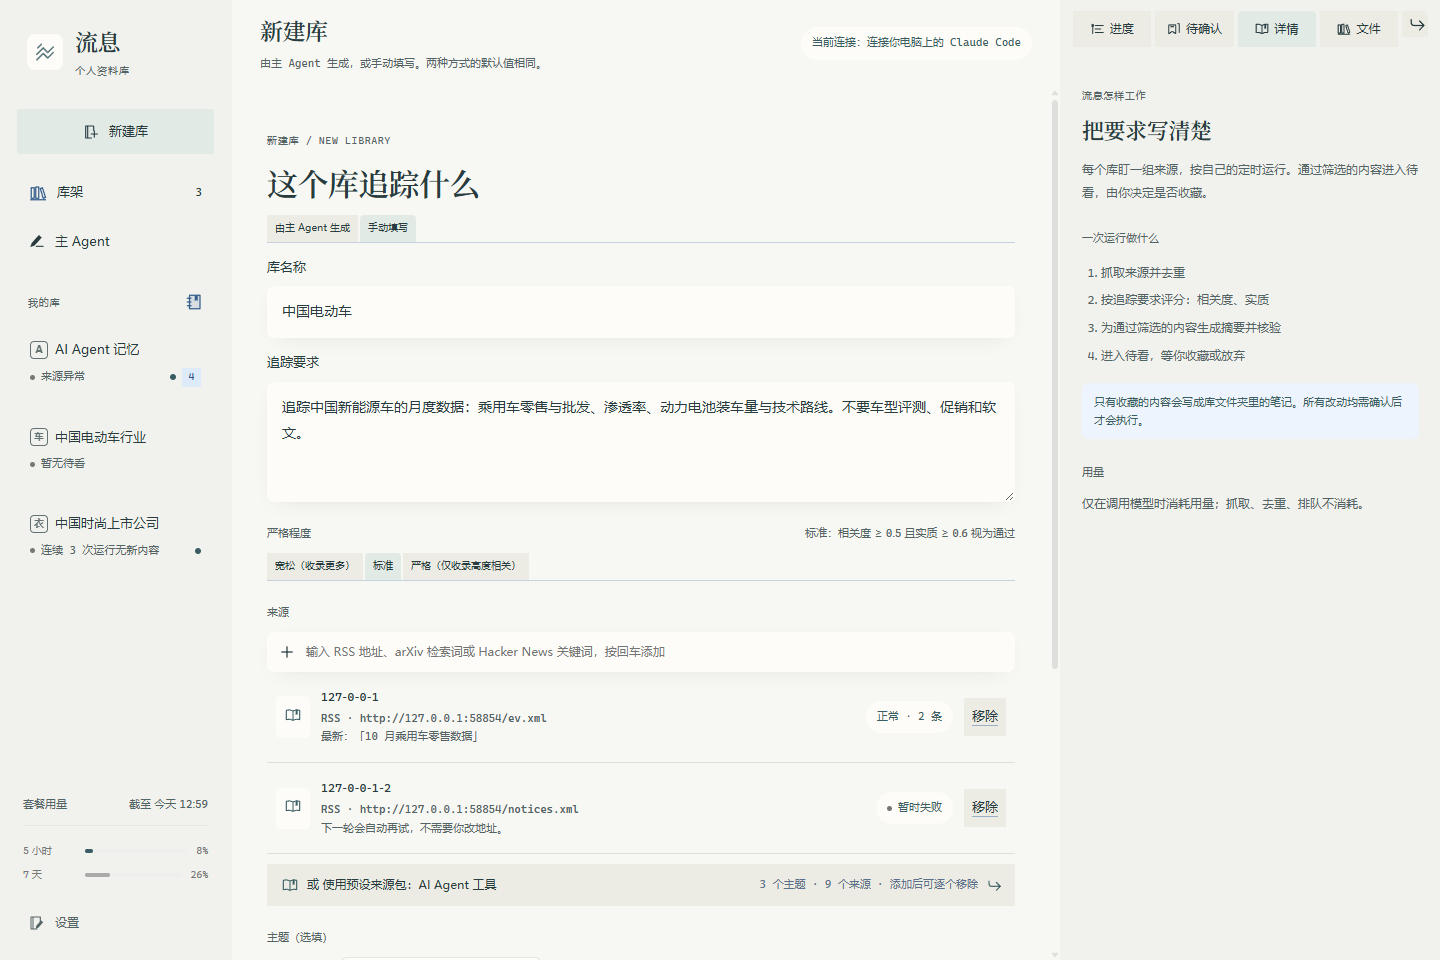 流息
个人资料库
新建库
库架 3
主 Agent
我的库
A AI Agent 记忆
来源异常 4
车 中国电动车行业
暂无待看
衣 中国时尚上市公司
连续 3 次运行无新内容
套餐用量 截至 今天 12:59
5 小时 8%
7 天 26%
设置
新建库
由主 Agent 生成，或手动填写。两种方式的默认值相同。
当前连接：连接你电脑上的 Claude Code
新建库 / NEW LIBRARY
这个库追踪什么
由主 Agent 生成 手动填写
库名称
中国电动车
追踪要求
追踪中国新能源车的月度数据：乘用车零售与批发、渗透率、动力电池装车量与技术路线。不要车型评测、促销和软
文。
严格程度 标准：相关度 ≥ 0.5 且实质 ≥ 0.6 视为通过
宽松（收录更多） 标准 严格（仅收录高度相关）
来源
输入 RSS 地址、arXiv 检索词或 Hacker News 关键词，按回车添加
127-0-0-1
RSS · http://127.0.0.1:58854/ev.xml
最新：「10 月乘用车零售数据」
正常 · 2 条 移除
127-0-0-1-2
RSS · http://127.0.0.1:58854/notices.xml
下一轮会自动再试，不需要你改地址。
暂时失败 移除
或 使用预设来源包：AI Agent 工具 3 个主题 · 9 个来源 · 添加后可逐个移除
主题（选填）
进度 待确认 详情 文件
流息怎样工作
把要求写清楚
每个库盯一组来源，按自己的定时运行。通过筛选的内容进入待
看，由你决定是否收藏。
一次运行做什么
1. 抓取来源并去重
2. 按追踪要求评分：相关度、实质
3. 为通过筛选的内容生成摘要并核验
4. 进入待看，等你收藏或放弃
只有收藏的内容会写成库文件夹里的笔记。所有改动均需确认后
才会执行。
用量
仅在调用模型时消耗用量；抓取、去重、排队不消耗。